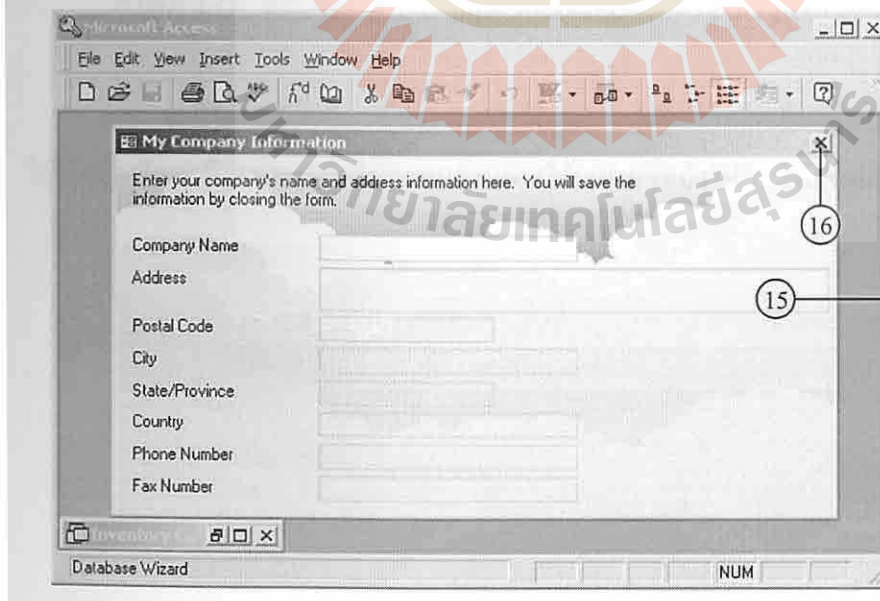 Microsoft Access
File Edit View Insert Tools Window Help
My Company Information
Enter your company's name and address information here. You will save the
information by closing the form.
16
Company Name
Address
15
Postal Code
City
State/Province
Country
Phone Number
Fax Number
Database Wizard
NUM